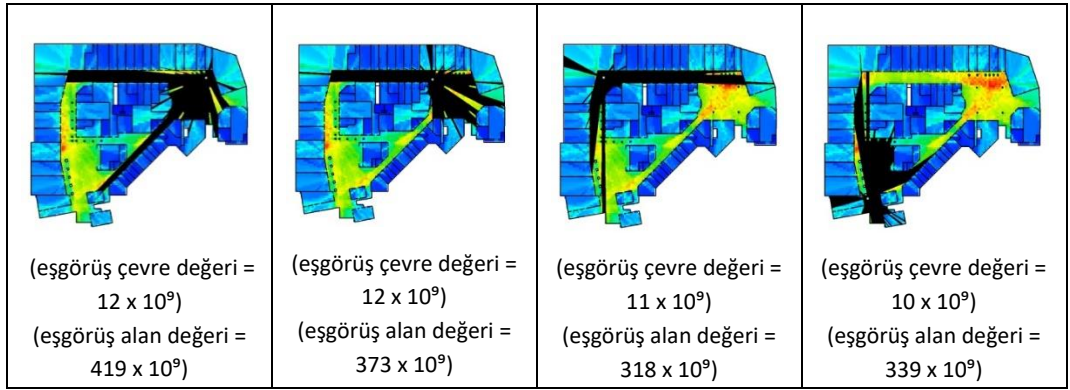 (eşgörüş çevre değeri =
12 x 10⁹)
(eşgörüş alan değeri =
419 x 10⁹)
(eşgörüş çevre değeri =
12 x 10⁹)
(eşgörüş alan değeri =
373 x 10⁹)
(eşgörüş çevre değeri =
11 x 10⁹)
(eşgörüş alan değeri =
318 x 10⁹)
(eşgörüş çevre değeri =
10 x 10⁹)
(eşgörüş alan değeri =
339 x 10⁹)